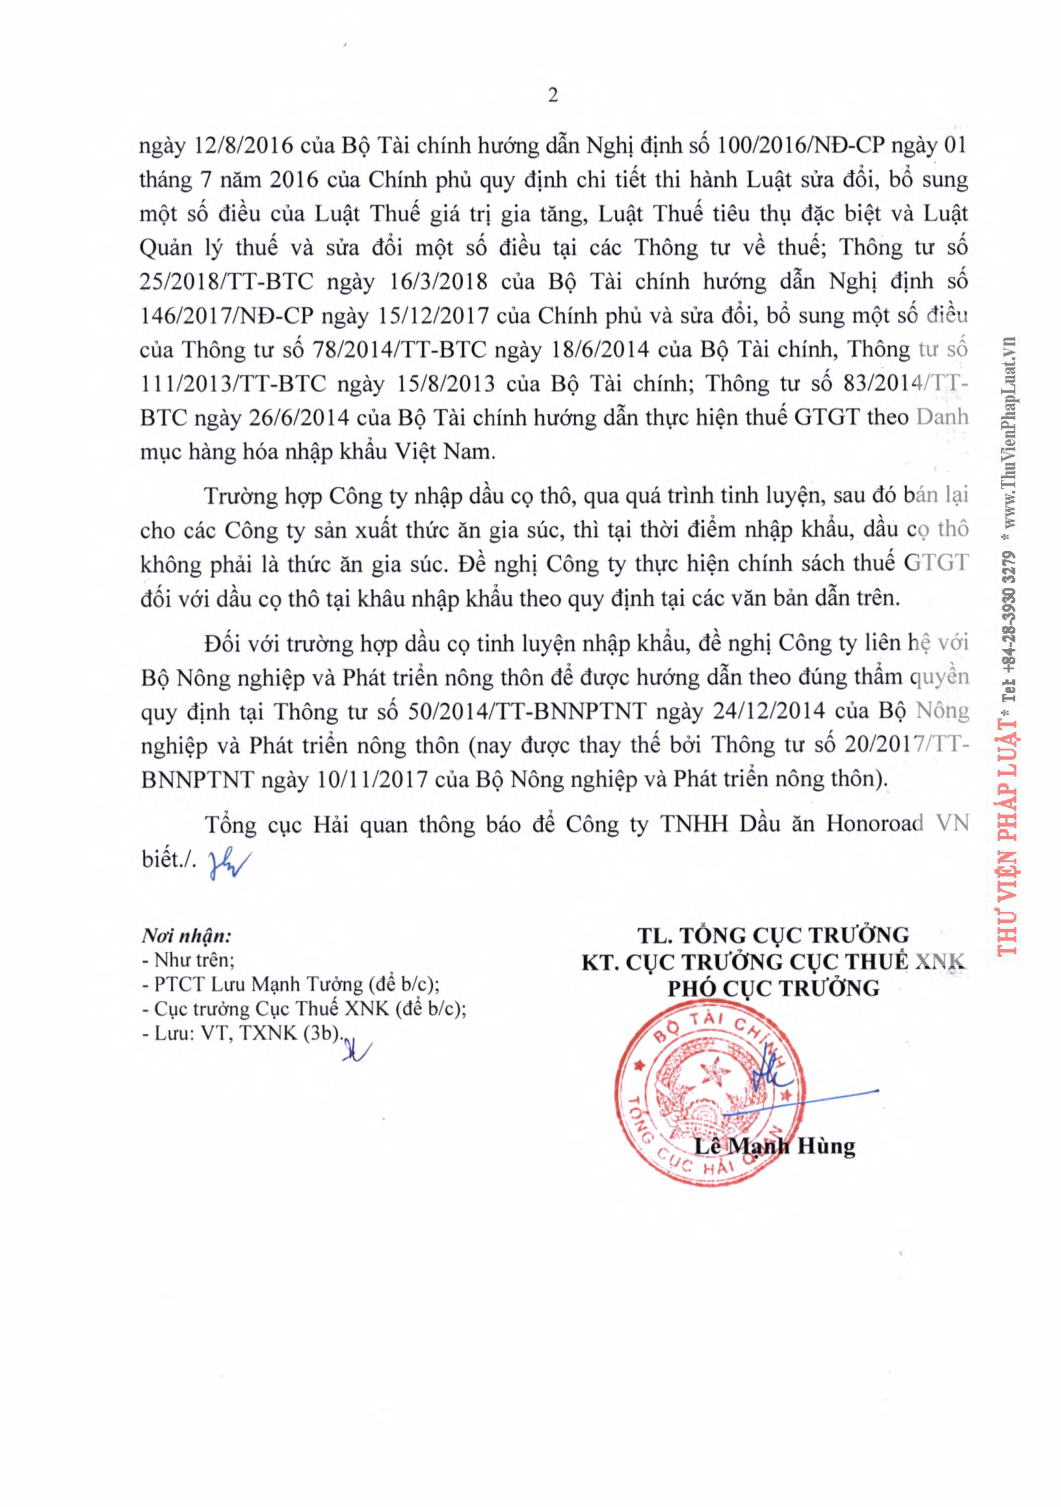 2
ngày 12/8/2016 của Bộ Tài chính hướng dẫn Nghị định số 100/2016/NĐ-CP ngày 01
tháng 7 năm 2016 của Chính phủ quy định chi tiết thi hành Luật sửa đổi, bổ sung
một số điều của Luật Thuế giá trị gia tăng, Luật Thuế tiêu thụ đặc biệt và Luật
Quản lý thuế và sửa đổi một số điều tại các Thông tư về thuế; Thông tư số
25/2018/TT-BTC ngày 16/3/2018 của Bộ Tài chính hướng dẫn Nghị định số
146/2017/NĐ-CP ngày 15/12/2017 của Chính phủ và sửa đổi, bổ sung một số điều
của Thông tư số 78/2014/TT-BTC ngày 18/6/2014 của Bộ Tài chính, Thông tư số
111/2013/TT-BTC ngày 15/8/2013 của Bộ Tài chính; Thông tư số 83/2014/TT-
BTC ngày 26/6/2014 của Bộ Tài chính hướng dẫn thực hiện thuế GTGT theo Danh
mục hàng hóa nhập khẩu Việt Nam.
Trường hợp Công ty nhập dầu cọ thô, qua quá trình tinh luyện, sau đó bán lại
cho các Công ty sản xuất thức ăn gia súc, thì tại thời điểm nhập khẩu, dầu cọ thô
không phải là thức ăn gia súc. Đề nghị Công ty thực hiện chính sách thuế GTGT
đối với dầu cọ thô tại khâu nhập khẩu theo quy định tại các văn bản dẫn trên.
Đối với trường hợp dầu cọ tinh luyện nhập khẩu, đề nghị Công ty liên hệ với
Bộ Nông nghiệp và Phát triển nông thôn để được hướng dẫn theo đúng thẩm quyền
quy định tại Thông tư số 50/2014/TT-BNNPTNT ngày 24/12/2014 của Bộ Nông
nghiệp và Phát triển nông thôn (nay được thay thế bởi Thông tư số 20/2017/TT-
BNNPTNT ngày 10/11/2017 của Bộ Nông nghiệp và Phát triển nông thôn).
Tổng cục Hải quan thông báo để Công ty TNHH Dầu ăn Honoroad VN
biết./.
Nơi nhận:
- Như trên;
- PTCT Lưu Mạnh Tưởng (để b/c);
- Cục trưởng Cục Thuế XNK (để b/c);
- Lưu: VT, TXNK (3b).
TL. TỔNG CỤC TRƯỞNG
KT. CỤC TRƯỞNG CỤC THUẾ XNK
PHÓ CỤC TRƯỞNG
BỘ TÀI CHÍNH
TỔNG CỤC HẢI QUAN
Lê Mạnh Hùng
THƯ VIỆN PHÁP LUẬT * Tel: +84-28-3930 3279 * www.ThuVienPhapLuat.vn